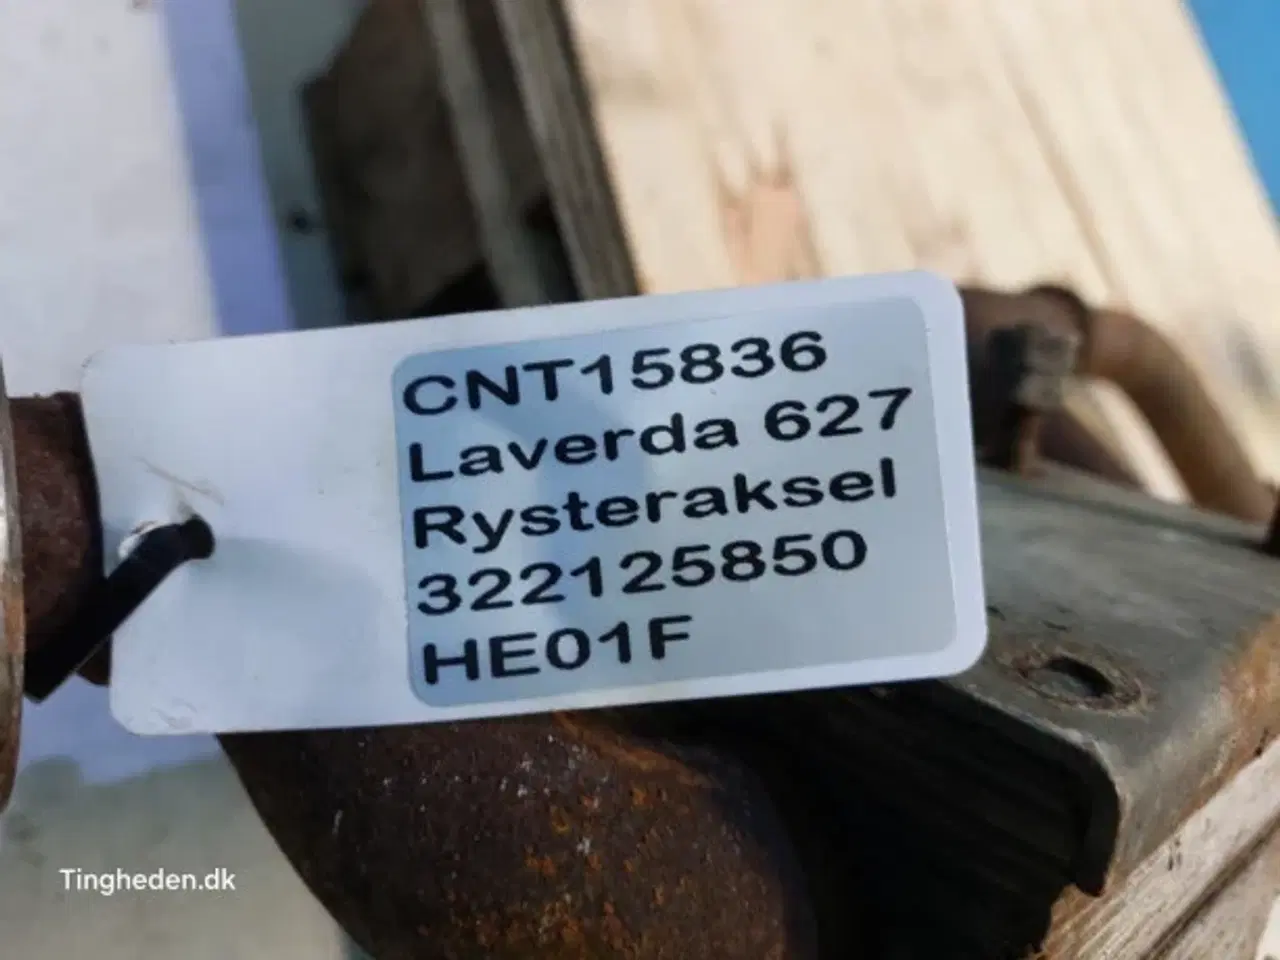 CNT15836
Laverda 627
Rysteraksel
322125850
HE01F
Tingheden.dk